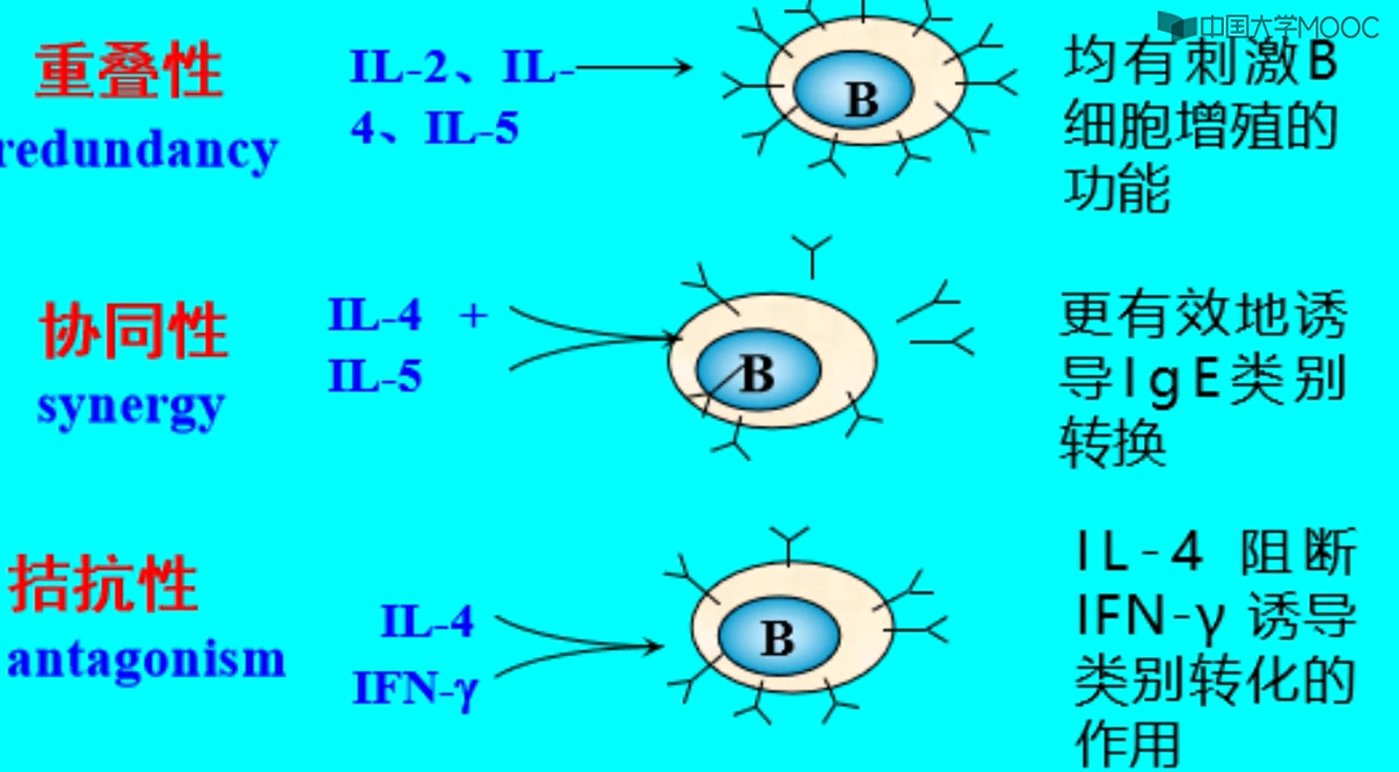 中国大学MOOC
重叠性
redundancy
IL-2、IL-
4、IL-5
B
均有刺激B
细胞增殖的
功能
协同性
synergy
IL-4 +
IL-5
B
更有效地诱
导IgE类别
转换
拮抗性
antagonism
IL-4
IFN-γ
B
IL-4 阻断
IFN-γ 诱导
类别转化的
作用